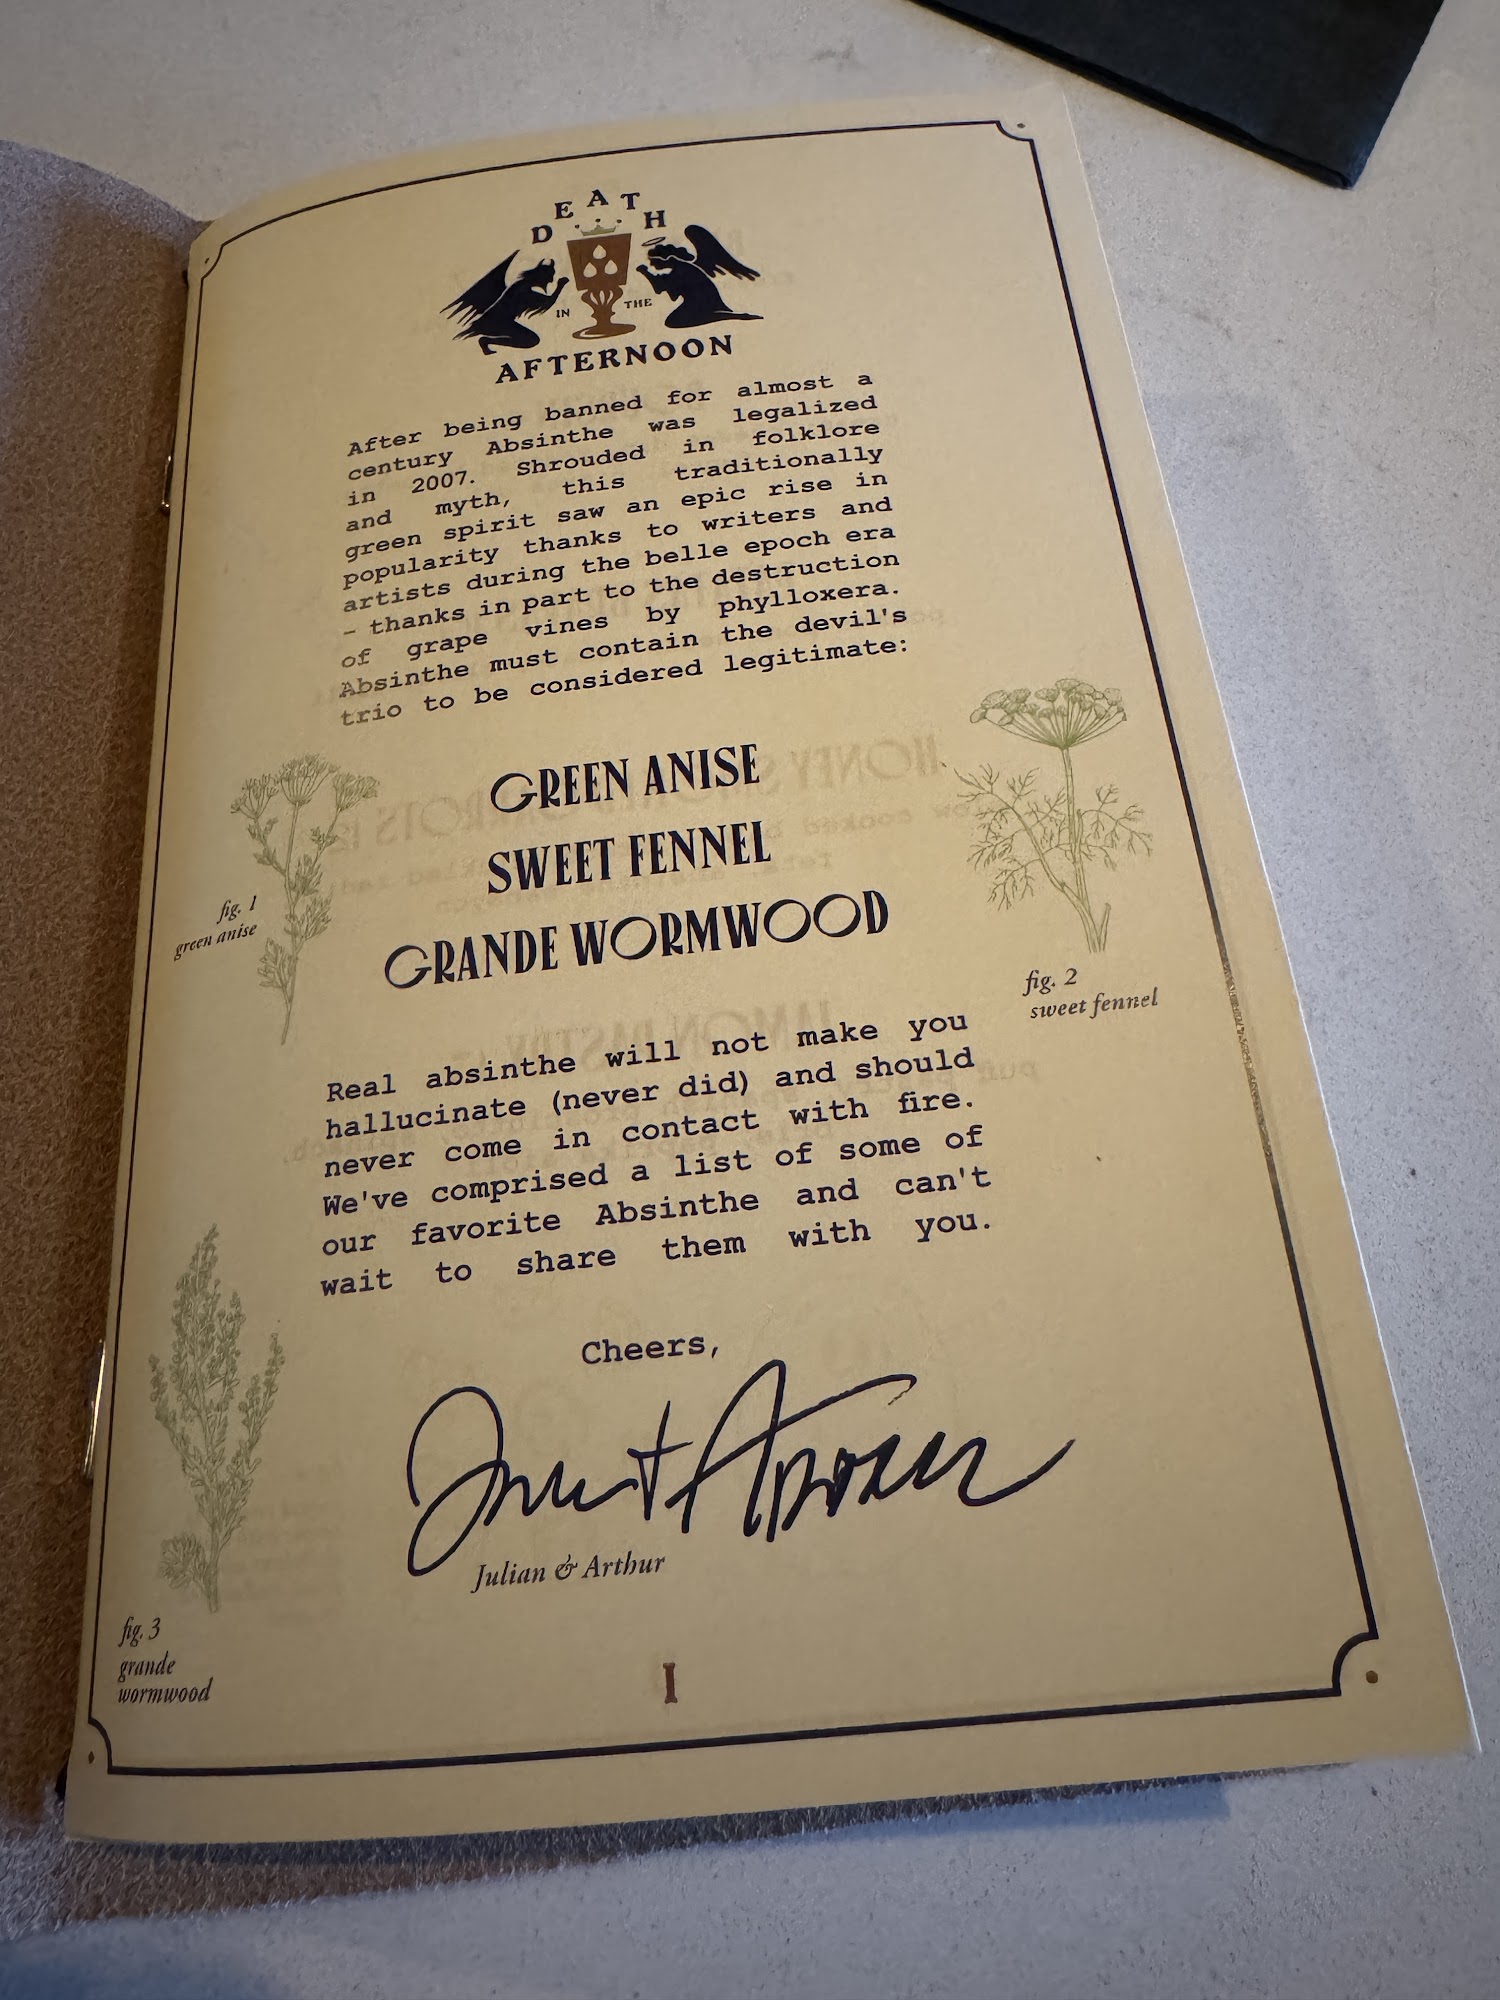 DEATH
IN THE
AFTERNOON
After being banned for almost a
century Absinthe was legalized
in 2007. Shrouded in folklore
and myth, this traditionally
green spirit saw an epic rise in
popularity thanks to writers and
artists during the belle epoch era
– thanks in part to the destruction
of grape vines by phylloxera.
Absinthe must contain the devil's
trio to be considered legitimate:
GREEN ANISE
SWEET FENNEL
GRANDE WORMWOOD
fig. 1
green anise
fig. 2
sweet fennel
Real absinthe will not make you
hallucinate (never did) and should
never come in contact with fire.
We've comprised a list of some of
our favorite Absinthe and can't
wait to share them with you.
Cheers,
Julian & Arthur
fig. 3
grande
wormwood
I